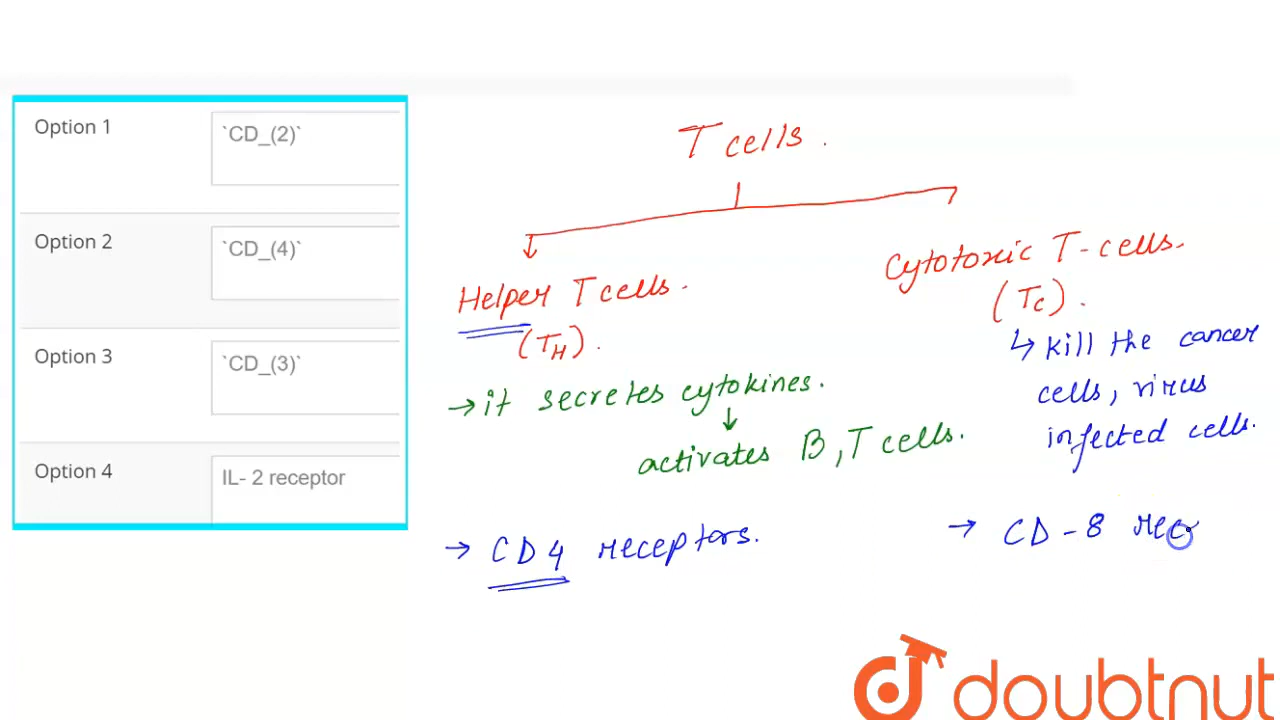 Option 1
`CD_(2)`
Option 2
`CD_(4)`
Option 3
`CD_(3)`
Option 4
IL- 2 receptor
T cells.
Helper T cells.
(TH).
→ it secretes cytokines.
↓
activates B, T cells.
→ CD4 receptors.
Cytotoxic T-cells.
(Tc).
↳ kill the cancer
cells, virus
infected cells.
→ CD-8 rec
doubtnut